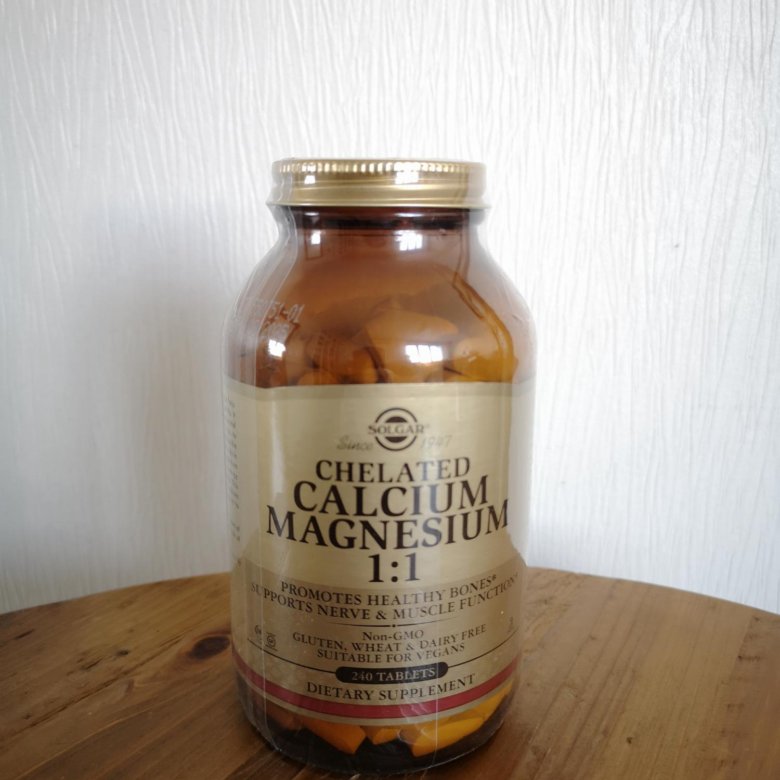 SOLGAR®
Since 1947
CHELATED
CALCIUM
MAGNESIUM
1:1
PROMOTES HEALTHY BONES*
SUPPORTS NERVE & MUSCLE FUNCTION*
Non-GMO
GLUTEN, WHEAT & DAIRY FREE
SUITABLE FOR VEGANS
240 TABLETS
DIETARY SUPPLEMENT